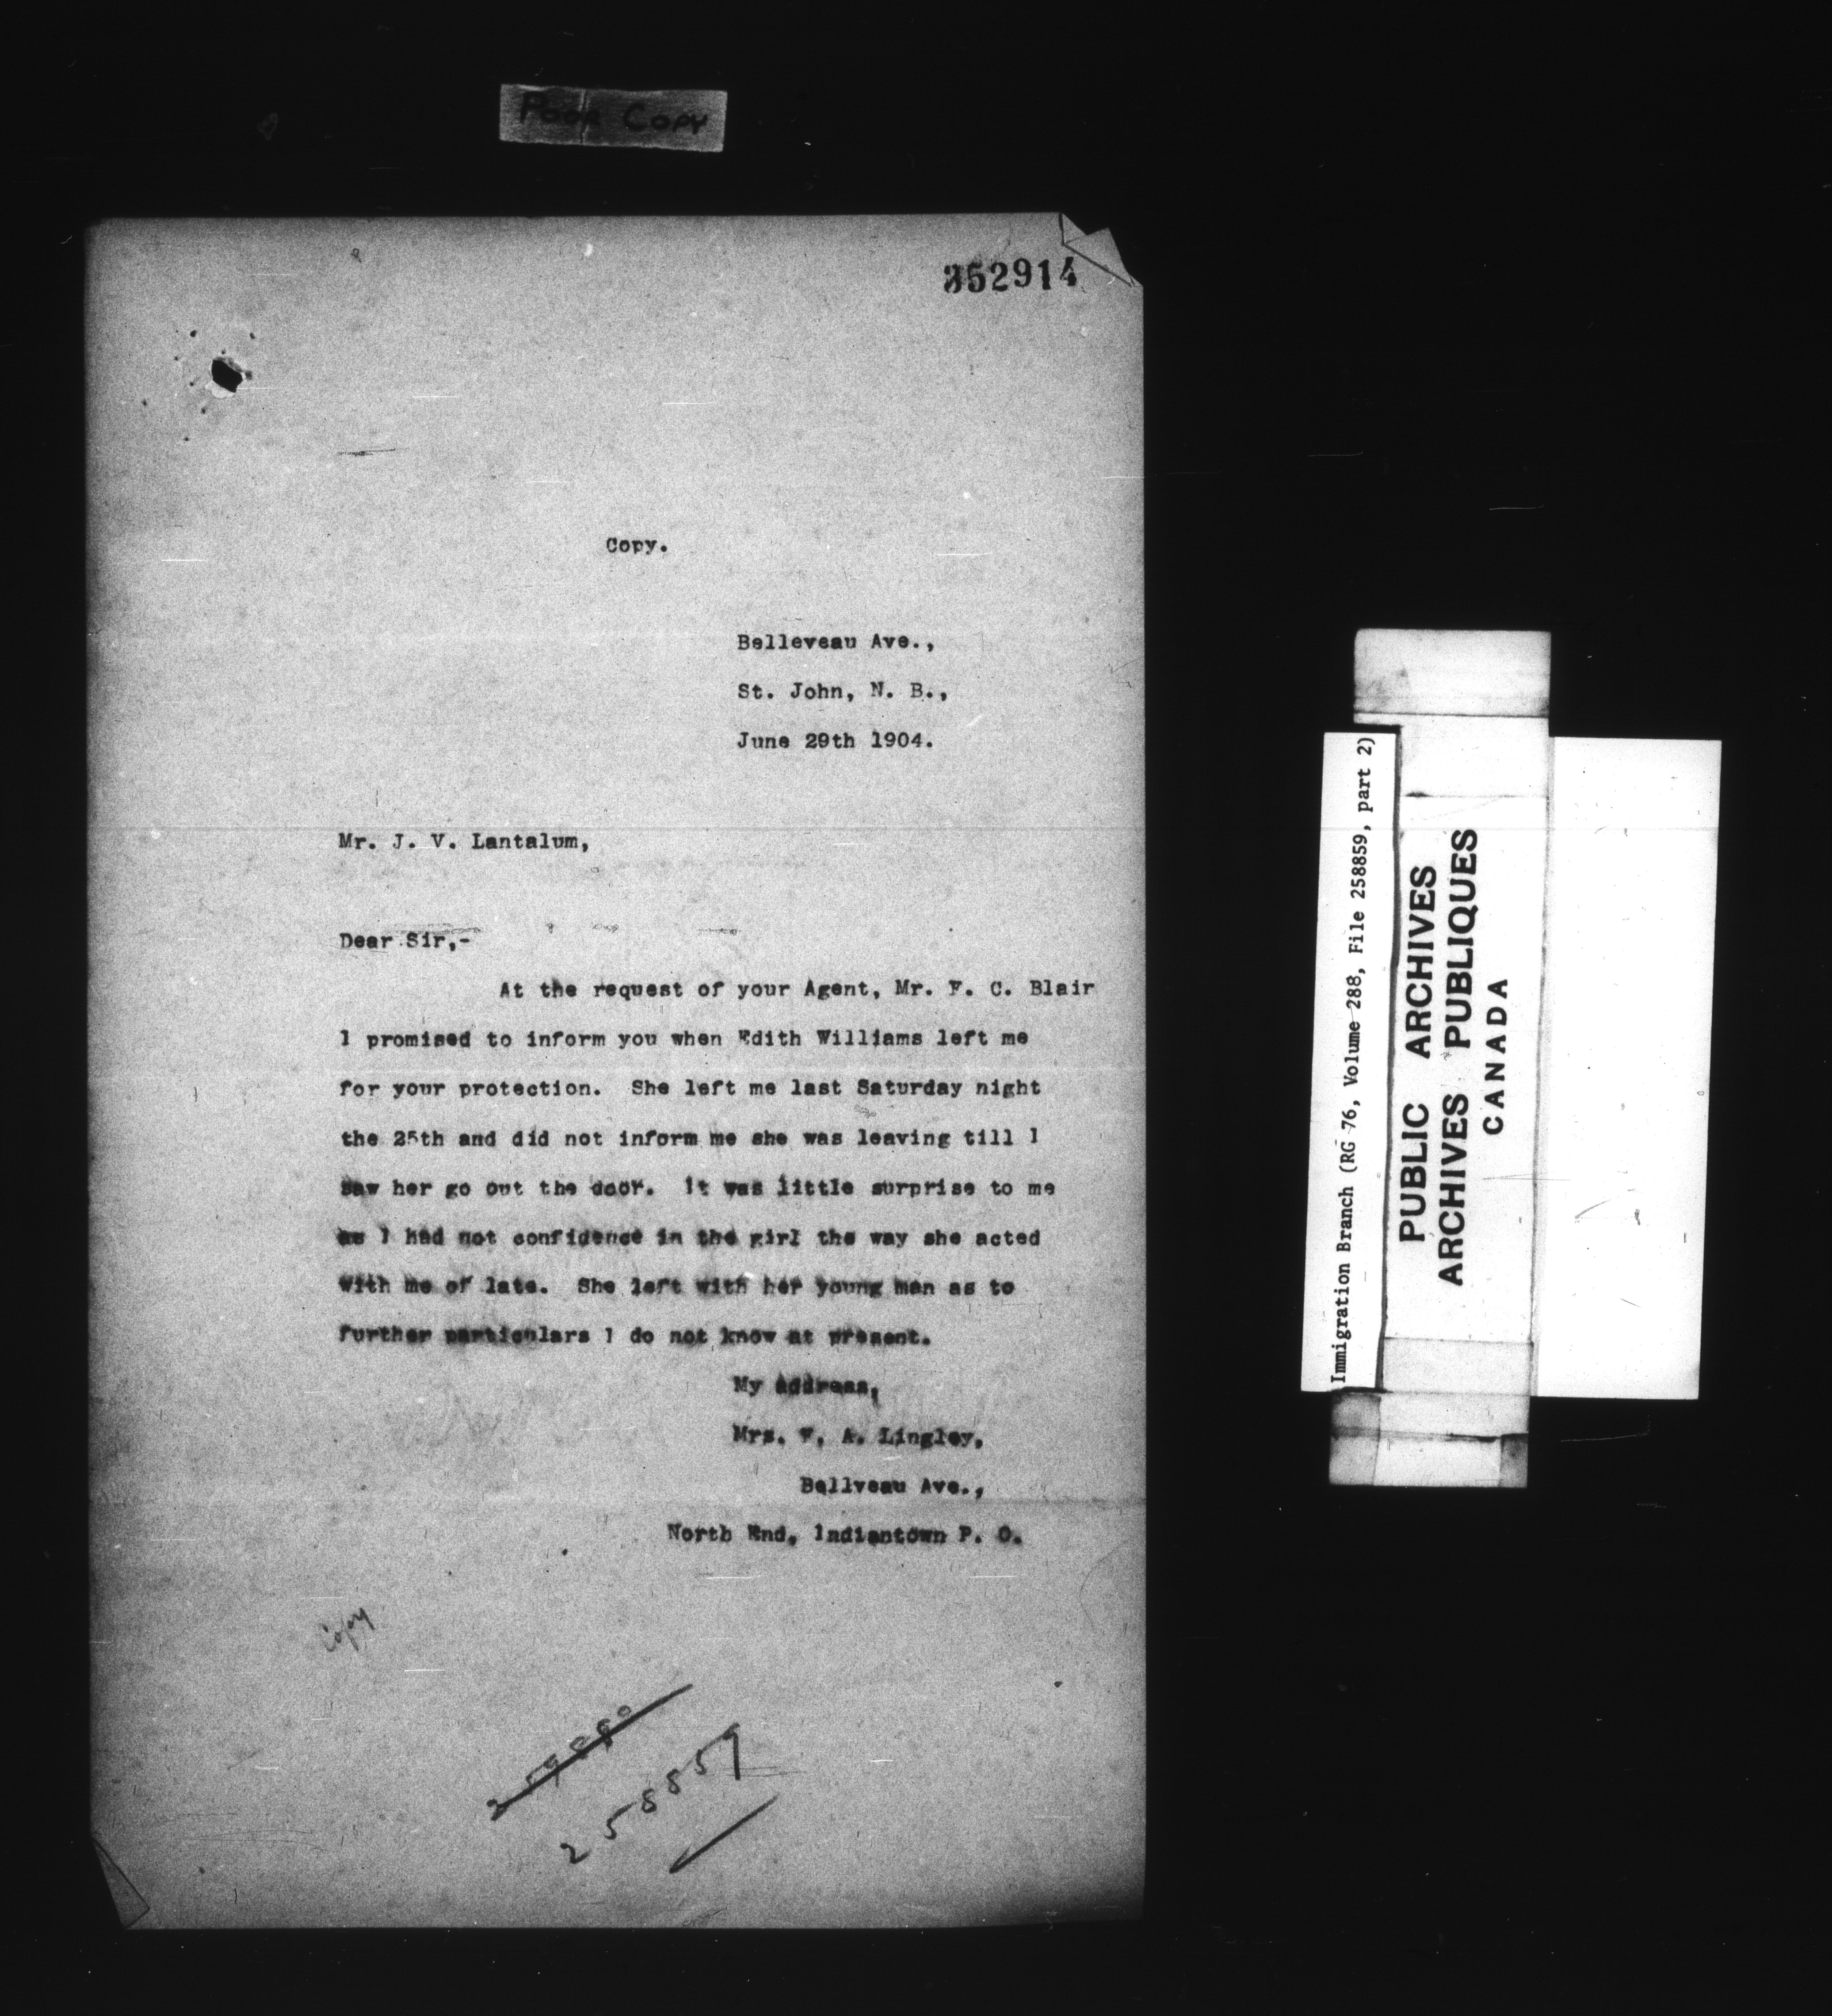 Poor Copy
352914
Copy.
Belleveau Ave.,
St. John, N. B.,
June 29th 1904.
Mr. J. V. Lantalum,
Dear Sir,-
At the request of your Agent, Mr. F. C. Blair
I promised to inform you when Edith Williams left me
for your protection. She left me last Saturday night
the 25th and did not inform me she was leaving till I
saw her go out the door. It was little surprise to me
as I had not confidence in the girl the way she acted
with me of late. She left with her young man as to
further particulars I do not know at present.
My address,
Mrs. F. A. Lingley,
Bellveau Ave.,
North End, Indiantown P. O.
Copy
258859
Immigration Branch (RG 76, Volume 288, File 258859, part 2)
PUBLIC ARCHIVES
ARCHIVES PUBLIQUES
CANADA